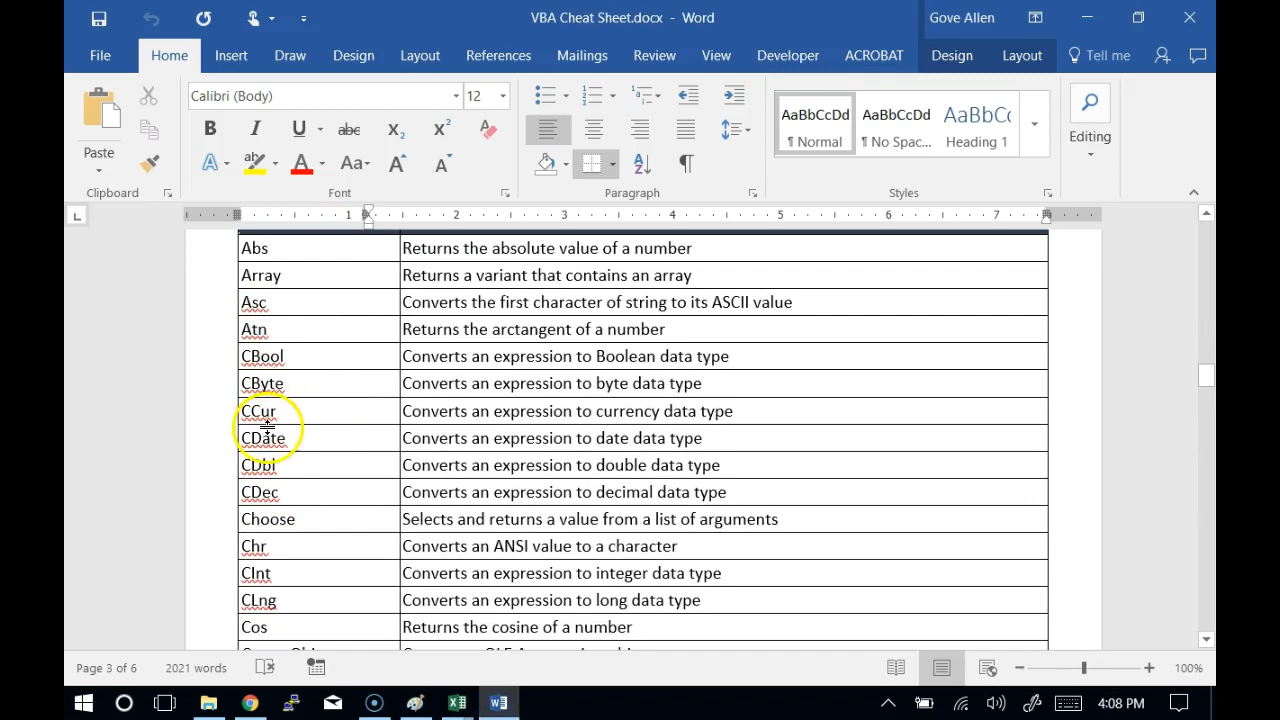 VBA Cheat Sheet.docx - Word
Gove Allen
File Home Insert Draw Design Layout References Mailings Review View Developer ACROBAT Design Layout Tell me
Calibri (Body) 12
AaBbCcDd AaBbCcDd AaBbCc
¶ Normal ¶ No Spac... Heading 1
Paste
Editing
Clipboard Font Paragraph Styles
1 2 3 4 5 6 7
Abs Returns the absolute value of a number
Array Returns a variant that contains an array
Asc Converts the first character of string to its ASCII value
Atn Returns the arctangent of a number
CBool Converts an expression to Boolean data type
CByte Converts an expression to byte data type
CCur Converts an expression to currency data type
CDate Converts an expression to date data type
CDbl Converts an expression to double data type
CDec Converts an expression to decimal data type
Choose Selects and returns a value from a list of arguments
Chr Converts an ANSI value to a character
CInt Converts an expression to integer data type
CLng Converts an expression to long data type
Cos Returns the cosine of a number
Page 3 of 6 2021 words 100%
4:08 PM